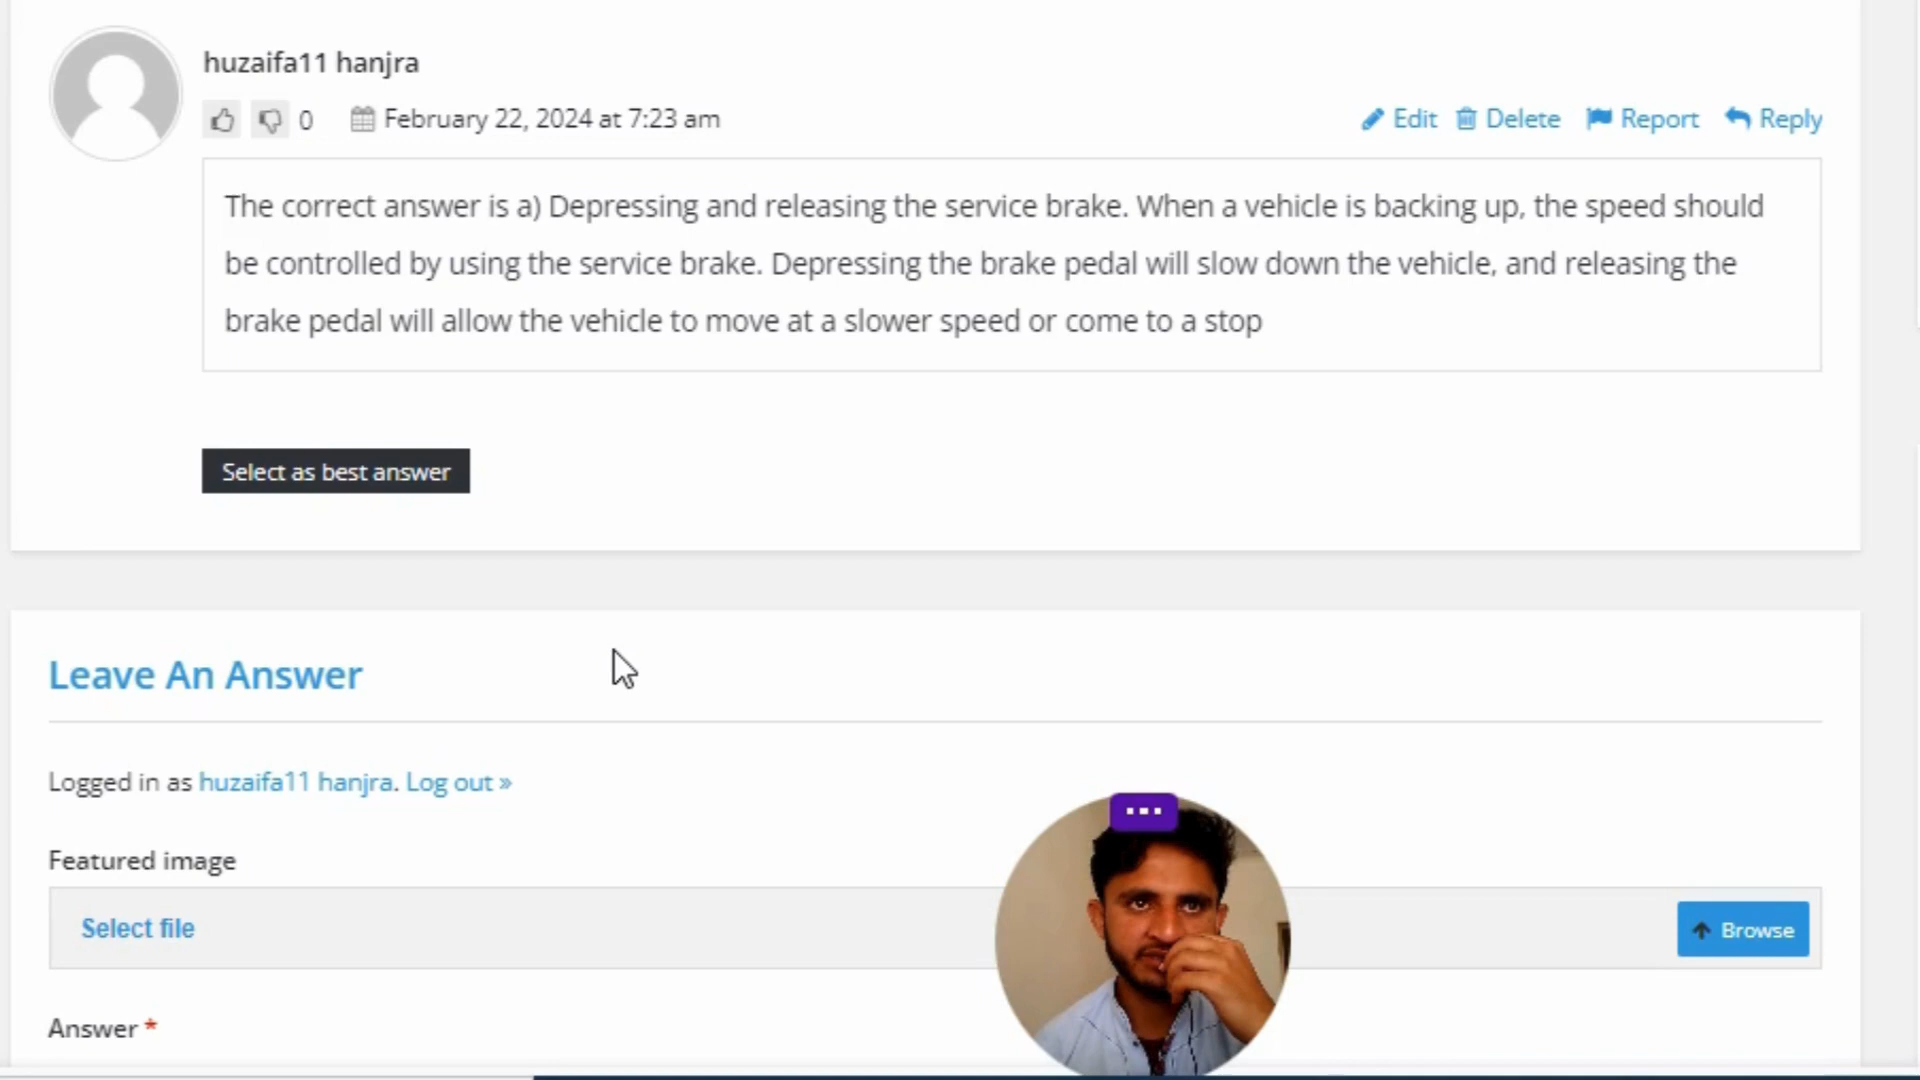 huzaifa11 hanjra
0 February 22, 2024 at 7:23 am Edit Delete Report Reply
The correct answer is a) Depressing and releasing the service brake. When a vehicle is backing up, the speed should
be controlled by using the service brake. Depressing the brake pedal will slow down the vehicle, and releasing the
brake pedal will allow the vehicle to move at a slower speed or come to a stop
Select as best answer
Leave An Answer
Logged in as huzaifa11 hanjra. Log out »
Featured image
Select file Browse
Answer *